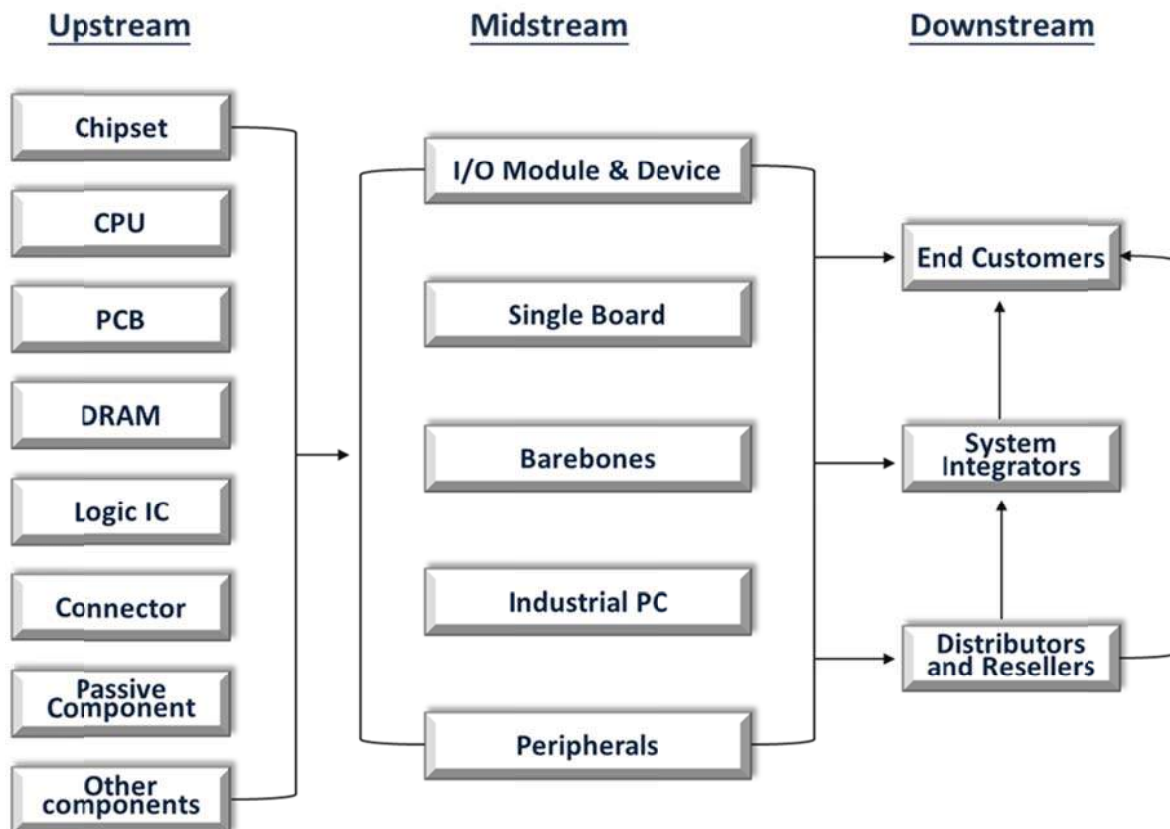 Upstream
Midstream
Downstream
Chipset
CPU
PCB
DRAM
Logic IC
Connector
Passive
Component
Other
components
I/O Module & Device
Single Board
Barebones
Industrial PC
Peripherals
End Customers
System
Integrators
Distributors
and Resellers